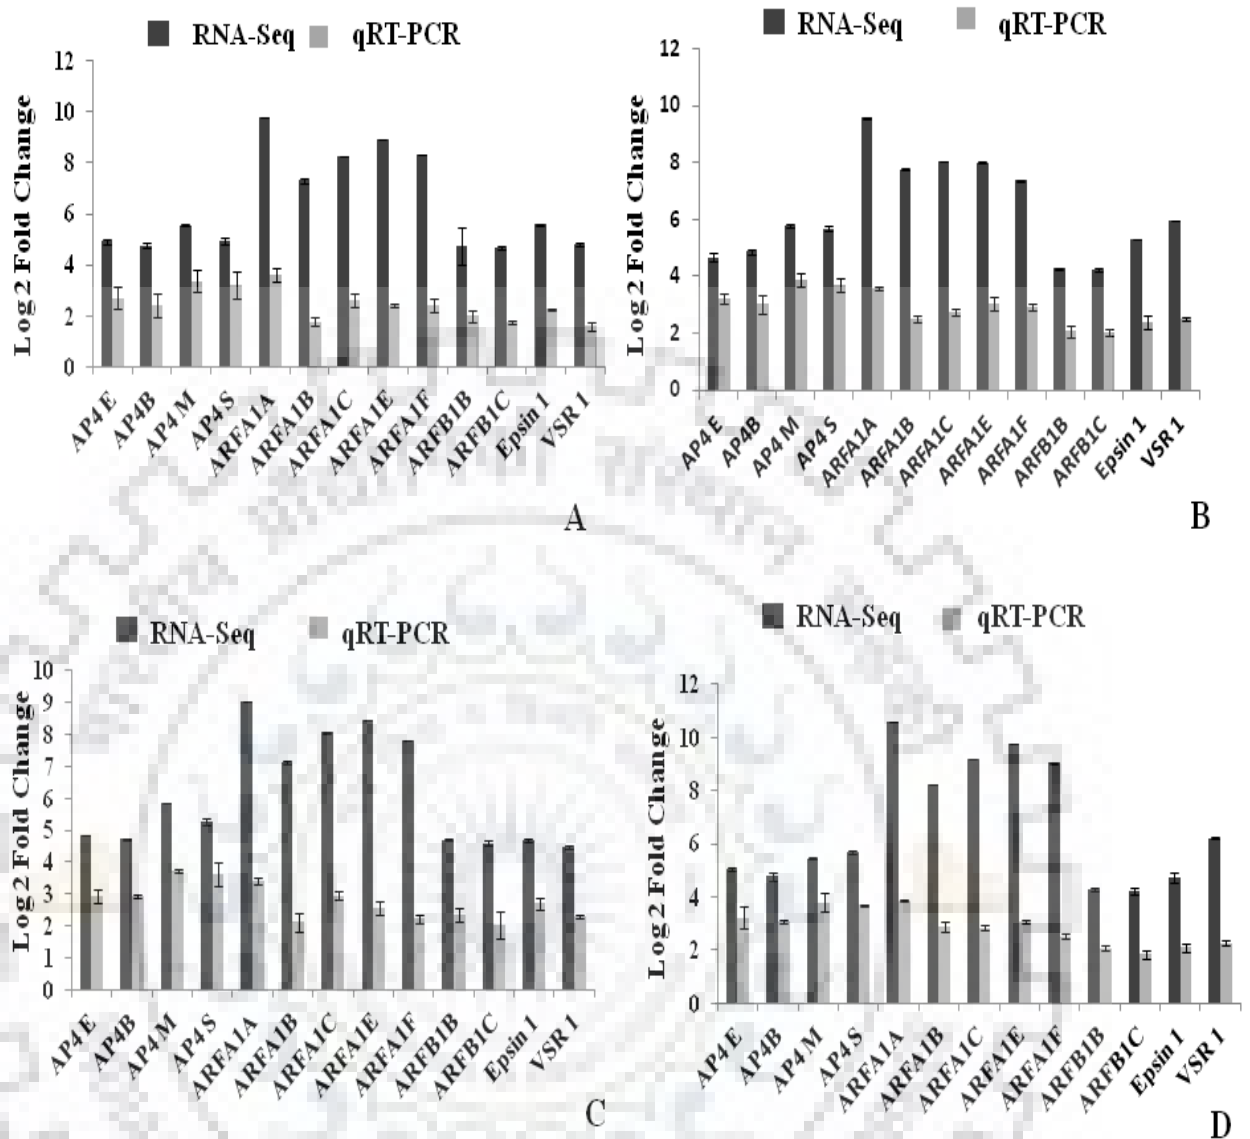 RNA-Seq qRT-PCR
Log 2 Fold Change
12
10
8
6
4
2
0
AP4 E
AP4B
AP4 M
AP4 S
ARFA1A
ARFA1B
ARFA1C
ARFA1E
ARFA1F
ARFB1B
ARFB1C
Epsin 1
VSR 1
A
RNA-Seq qRT-PCR
Log 2 Fold Change
12
10
8
6
4
2
0
AP4 E
AP4B
AP4 M
AP4 S
ARFA1A
ARFA1B
ARFA1C
ARFA1E
ARFA1F
ARFB1B
ARFB1C
Epsin 1
VSR 1
B
RNA-Seq qRT-PCR
Log 2 Fold Change
10
9
8
7
6
5
4
3
2
1
0
AP4 E
AP4B
AP4 M
AP4 S
ARFA1A
ARFA1B
ARFA1C
ARFA1E
ARFA1F
ARFB1B
ARFB1C
Epsin 1
VSR 1
C
RNA-Seq qRT-PCR
Log 2 Fold Change
12
10
8
6
4
2
0
AP4 E
AP4B
AP4 M
AP4 S
ARFA1A
ARFA1B
ARFA1C
ARFA1E
ARFA1F
ARFB1B
ARFB1C
Epsin 1
VSR 1
D